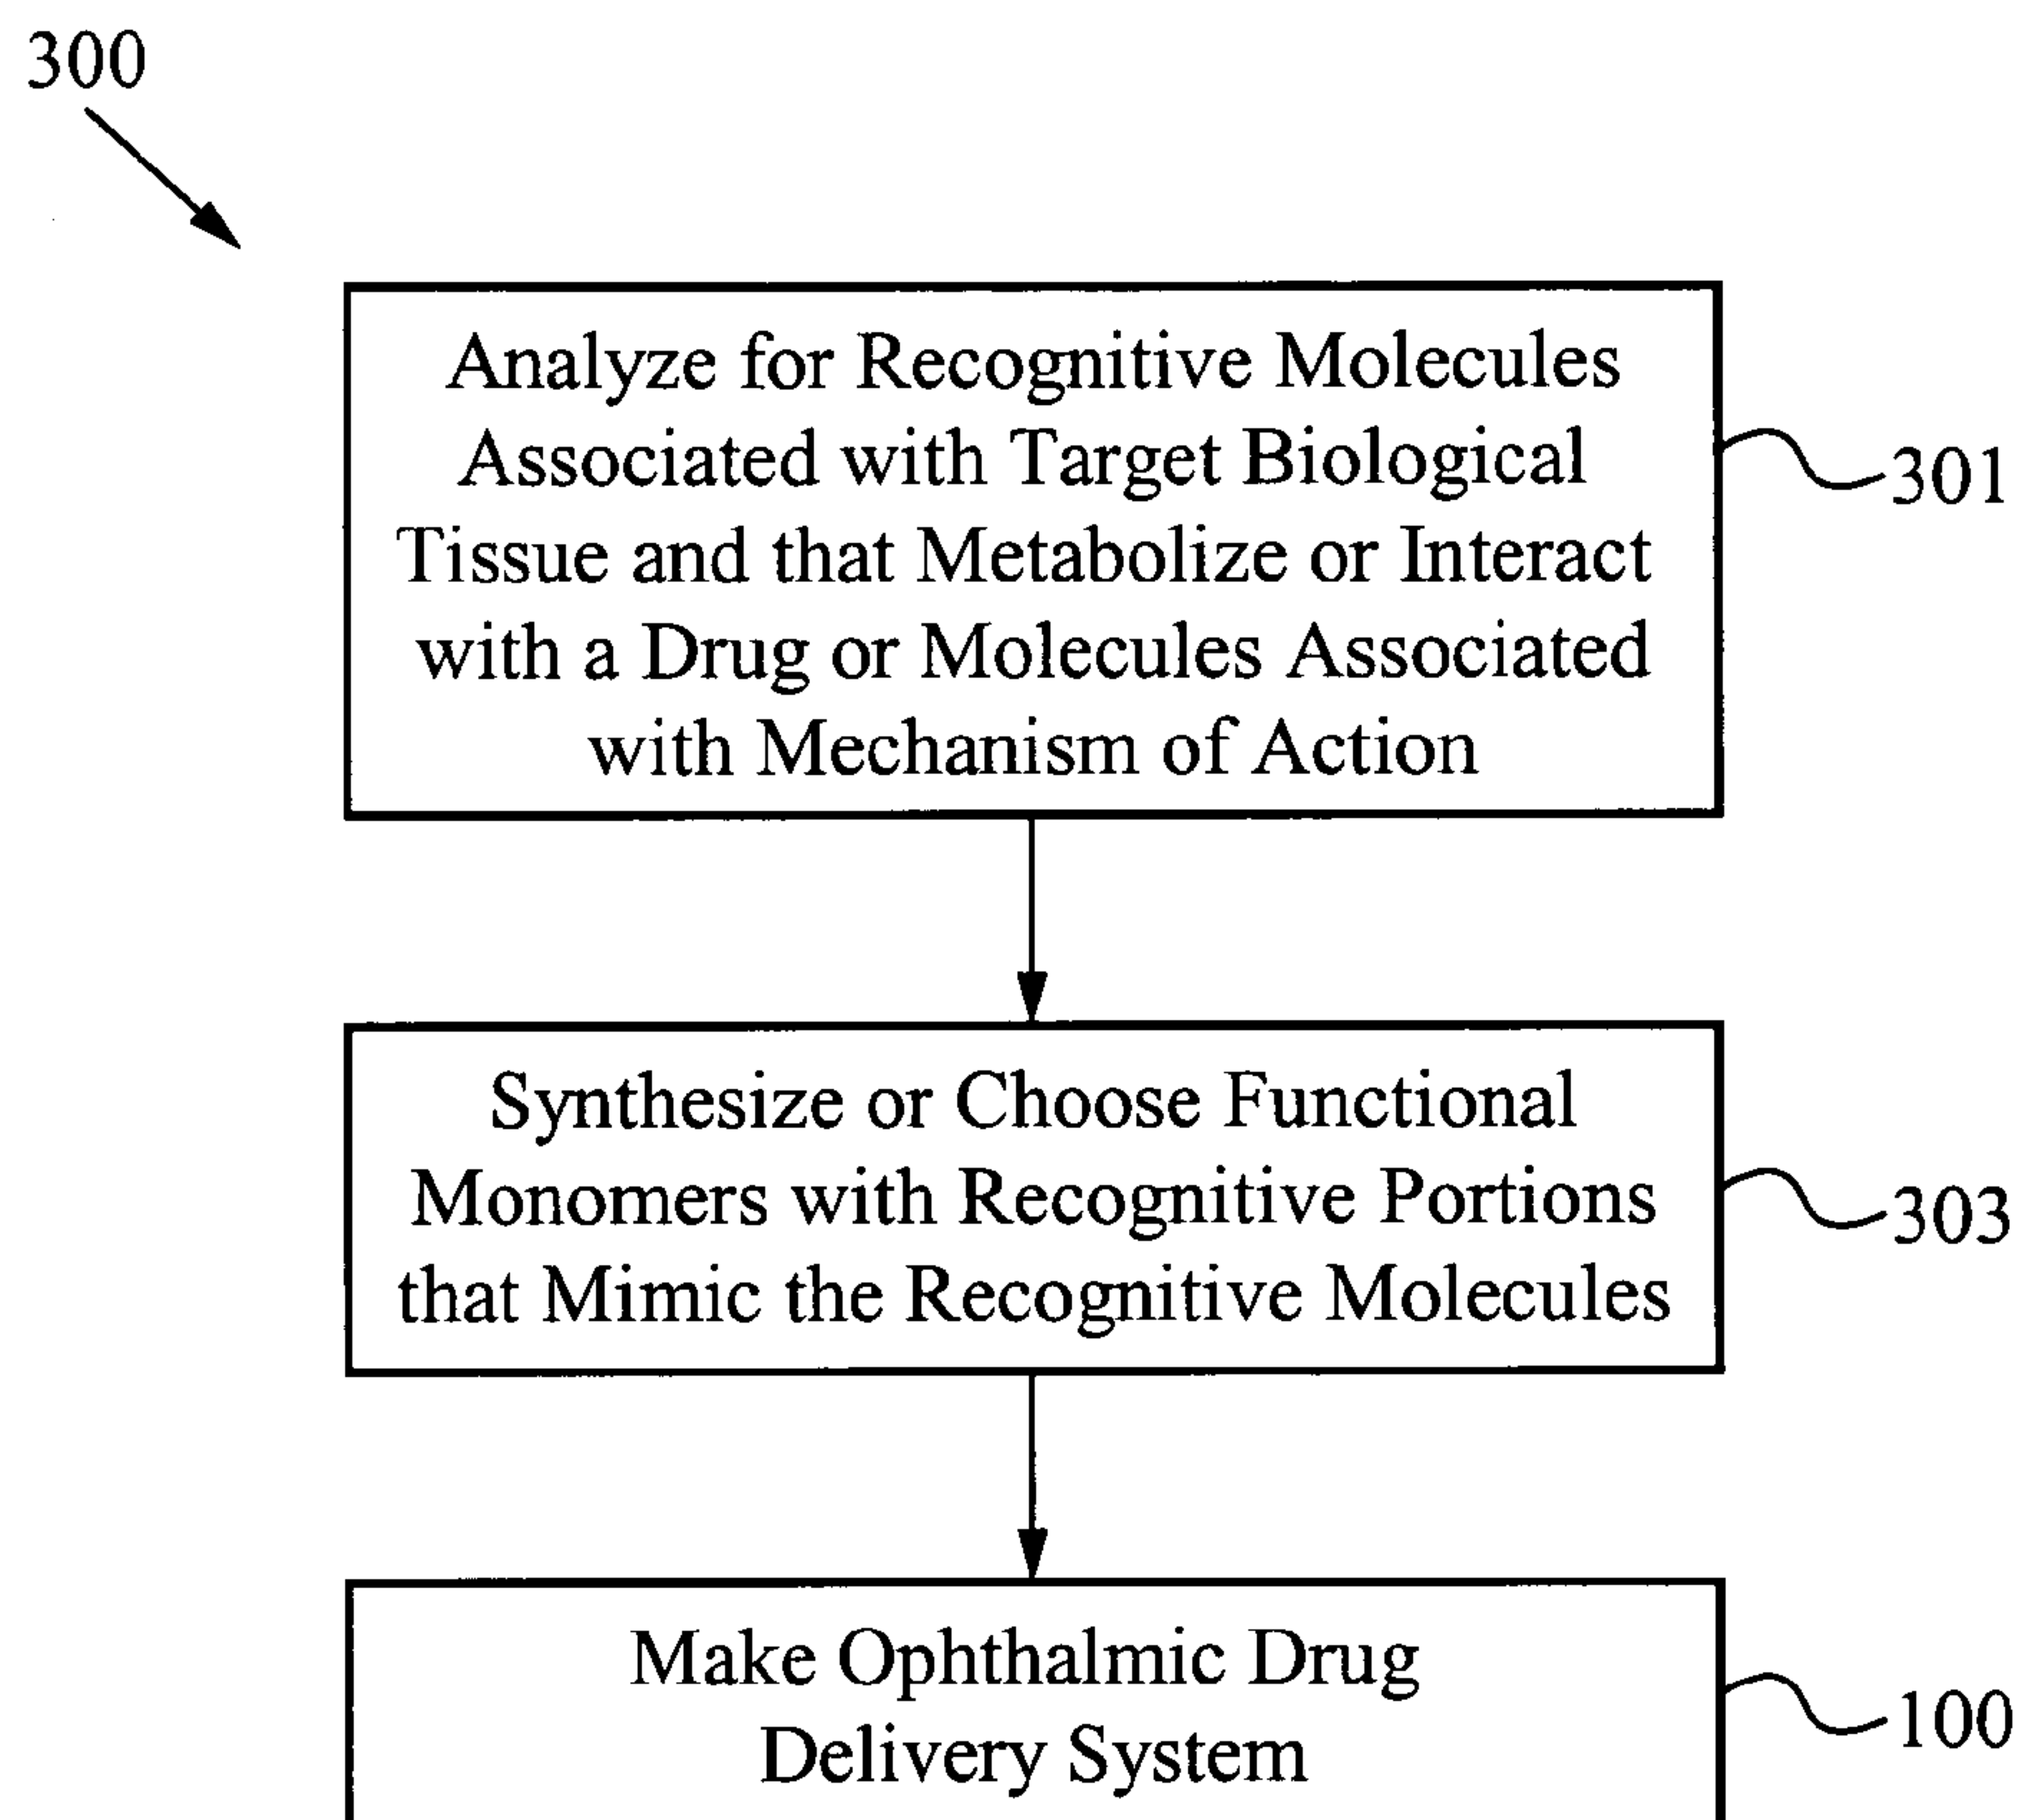 300
Analyze for Recognitive Molecules
Associated with Target Biological
Tissue and that Metabolize or Interact
with a Drug or Molecules Associated
with Mechanism of Action
301
Synthesize or Choose Functional
Monomers with Recognitive Portions
that Mimic the Recognitive Molecules
303
Make Ophthalmic Drug
Delivery System
100